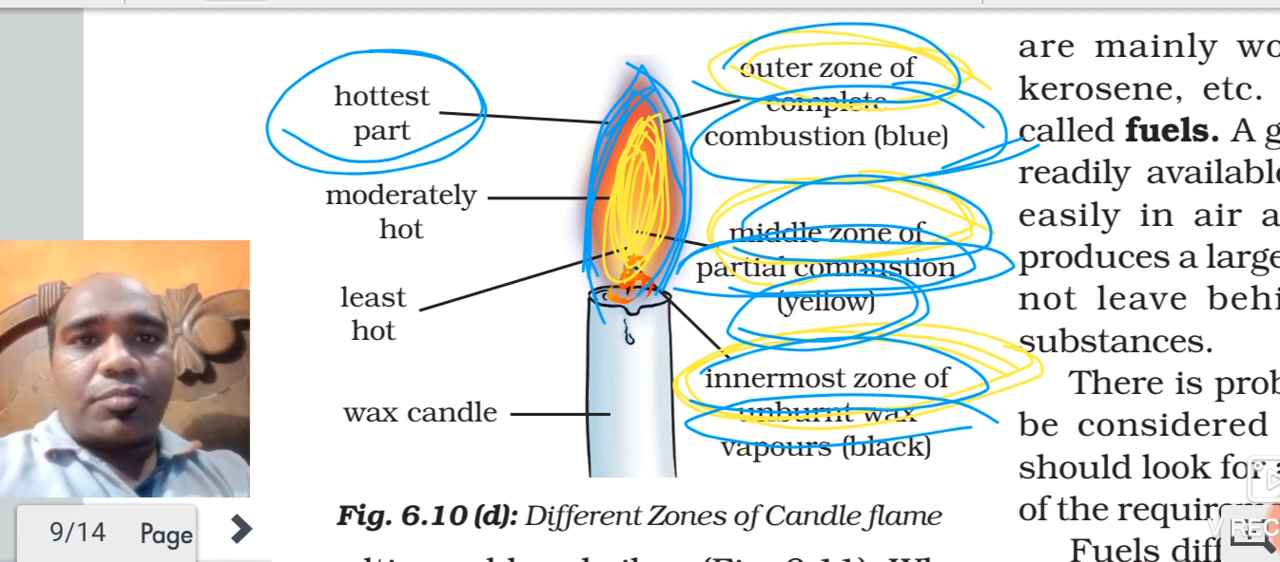 hottest
part
moderately
hot
least
hot
wax candle
outer zone of
complete
combustion (blue)
middle zone of
partial combustion
(yellow)
innermost zone of
unburnt wax
vapours (black)
Fig. 6.10 (d): Different Zones of Candle flame
are mainly wo
kerosene, etc.
called fuels. A g
readily available
easily in air a
produces a large
not leave behi
substances.
There is prob
be considered
should look for
of the require
Fuels diff
9/14 Page
REC